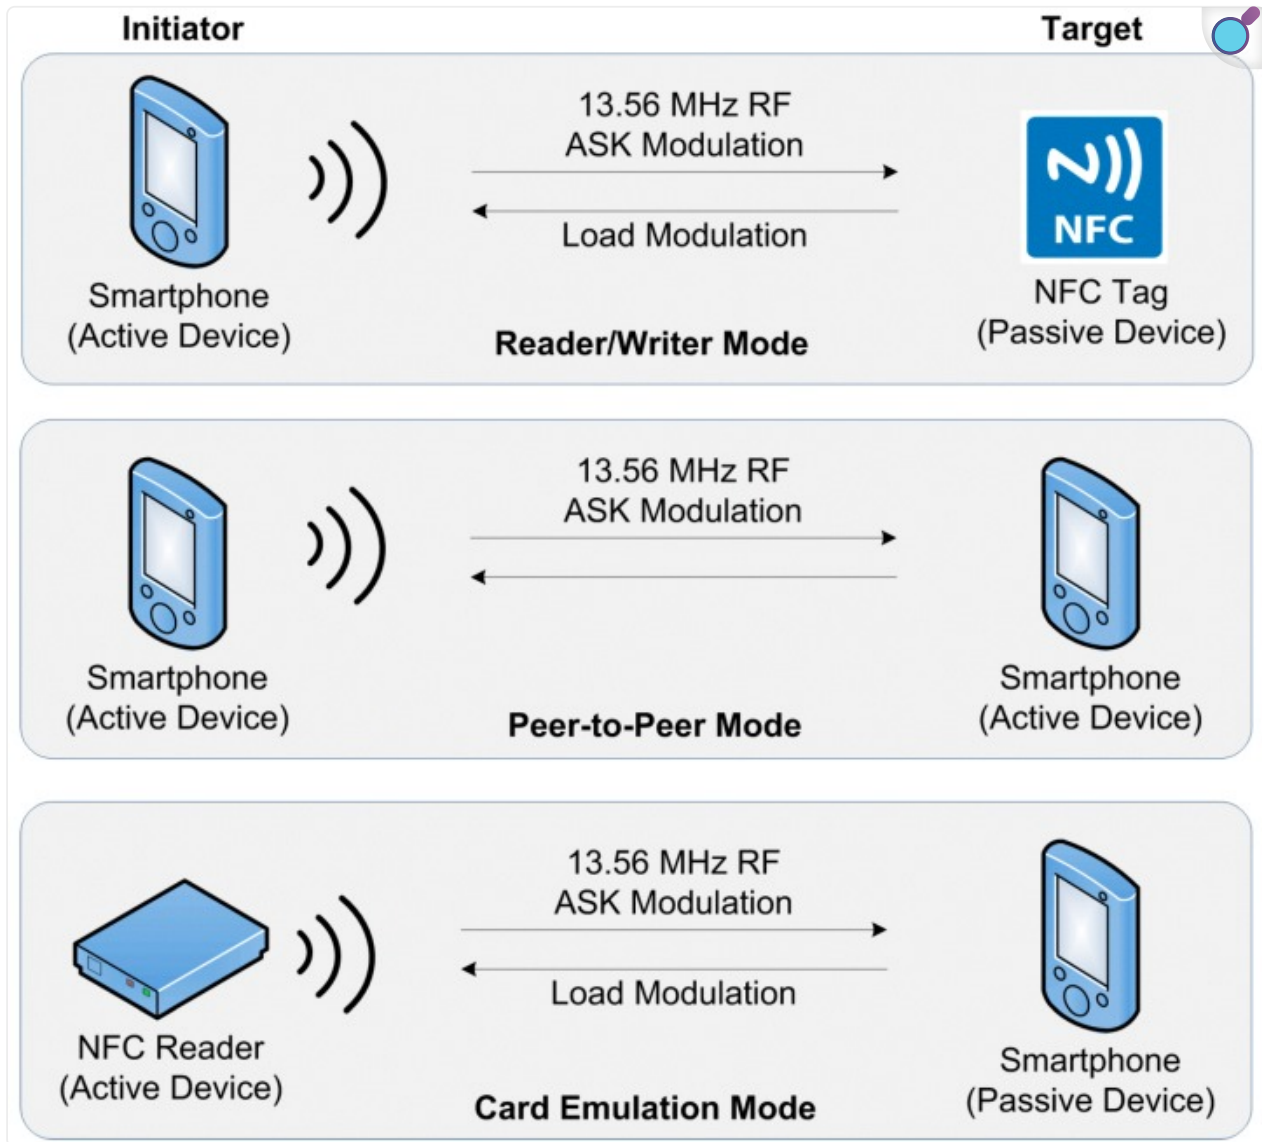 Initiator
Target
13.56 MHz RF
ASK Modulation
Load Modulation
NFC
Smartphone
(Active Device)
NFC Tag
(Passive Device)
Reader/Writer Mode
13.56 MHz RF
ASK Modulation
Smartphone
(Active Device)
Smartphone
(Active Device)
Peer-to-Peer Mode
13.56 MHz RF
ASK Modulation
Load Modulation
NFC Reader
(Active Device)
Smartphone
(Passive Device)
Card Emulation Mode